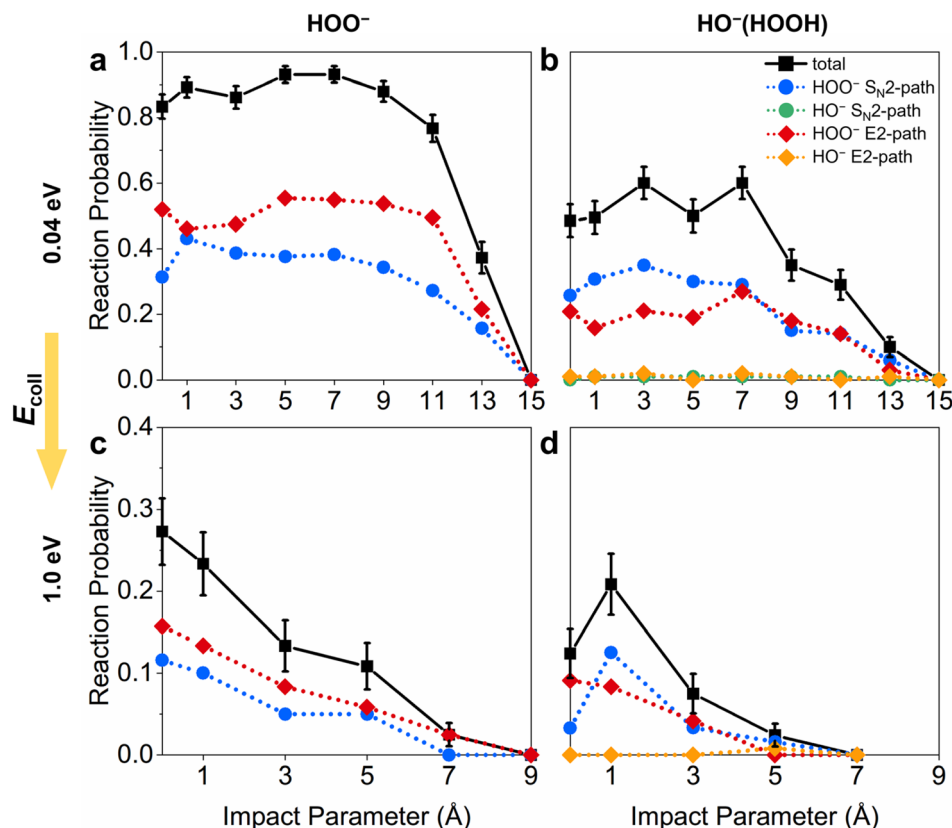 HOO⁻ HO⁻(HOOH)
a b
total
HOO⁻ SN2-path
HO⁻ SN2-path
HOO⁻ E2-path
HO⁻ E2-path
0.04 eV
Reaction Probability
1.0
0.8
0.6
0.4
0.2
0.0
1 3 5 7 9 11 13 15 1 3 5 7 9 11 13 15
Ecoll
c d
1.0 eV
Reaction Probability
0.4
0.3
0.2
0.1
0.0
1 3 5 7 9 1 3 5 7 9
Impact Parameter (Å) Impact Parameter (Å)